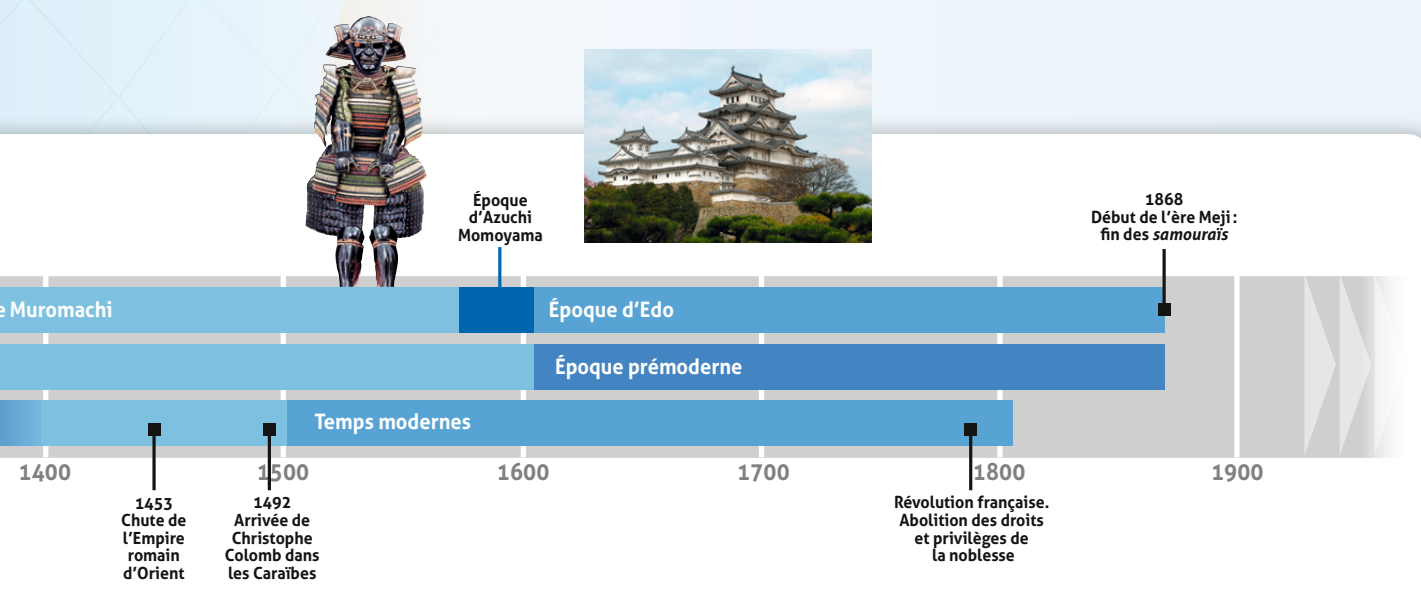 Époque
d’Azuchi
Momoyama
1868
Début de l’ère Meji :
fin des samouraïs
e Muromachi
Époque d’Edo
Époque prémoderne
Temps modernes
1400
1500
1600
1700
1800
1900
1453
Chute de
l’Empire
romain
d’Orient
1492
Arrivée de
Christophe
Colomb dans
les Caraïbes
Révolution française.
Abolition des droits
et privilèges de
la noblesse